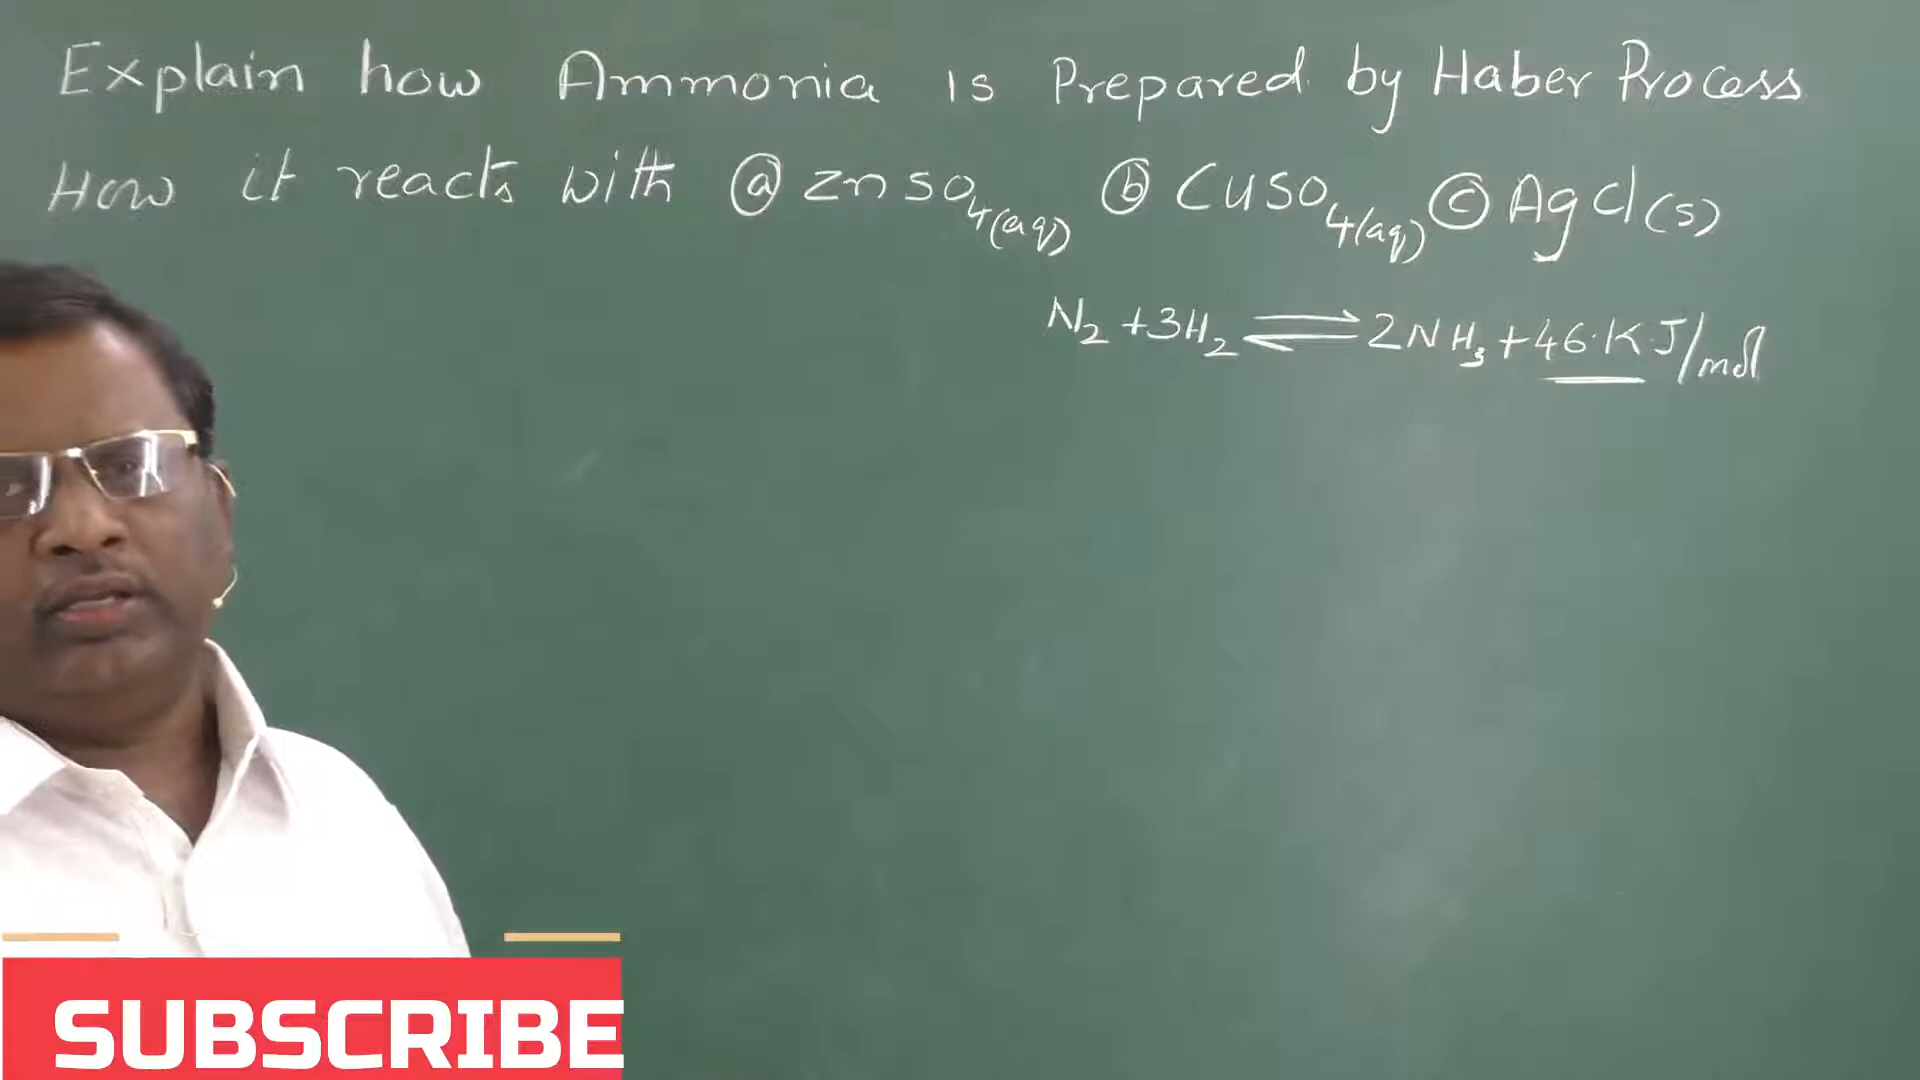 Explain how Ammonia is Prepared by Haber Process
How it reacts with ⓐ ZnSO₄(aq) ⓑ CuSO₄(aq) ⓒ AgCl(s)
N₂ + 3H₂ ⇌ 2NH₃ + 46 KJ/mol
SUBSCRIBE